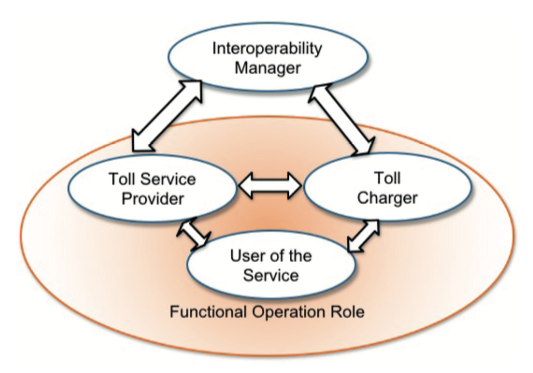 Interoperability
Manager
Toll Service
Provider
Toll
Charger
User of the
Service
Functional Operation Role